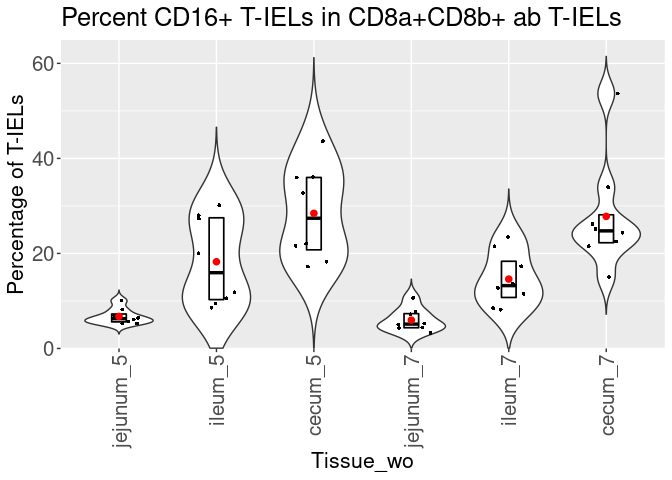 Percent CD16+ T-IELs in CD8a+CD8b+ ab T-IELs
Percentage of T-IELs
60
40
20
0
jejunum_5
ileum_5
cecum_5
jejunum_7
ileum_7
cecum_7
Tissue_wo